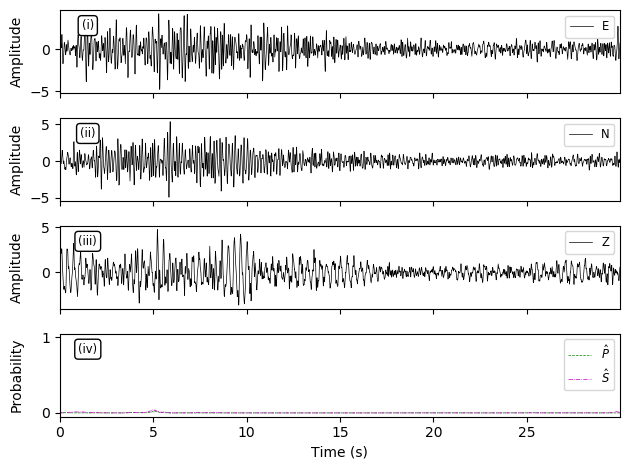 (i)
E
Amplitude
0
−5
(ii)
N
Amplitude
5
0
−5
(iii)
Z
Amplitude
5
0
(iv)
P̂
Ŝ
Probability
1
0
0 5 10 15 20 25
Time (s)